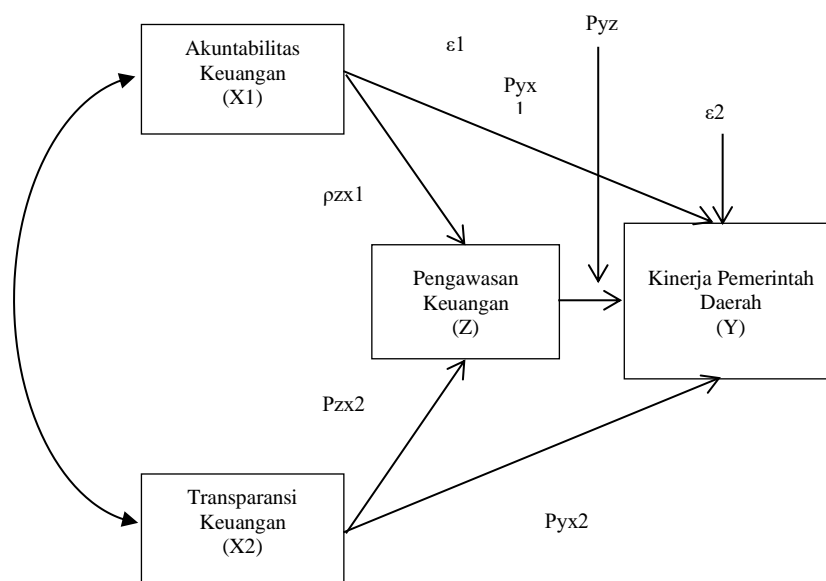 Pyz
Akuntabilitas
Keuangan
(X1)
ε1
Pyx
1
ε2
ρzx1
Pengawasan
Keuangan
(Z)
Kinerja Pemerintah
Daerah
(Y)
Pzx2
Transparansi
Keuangan
(X2)
Pyx2